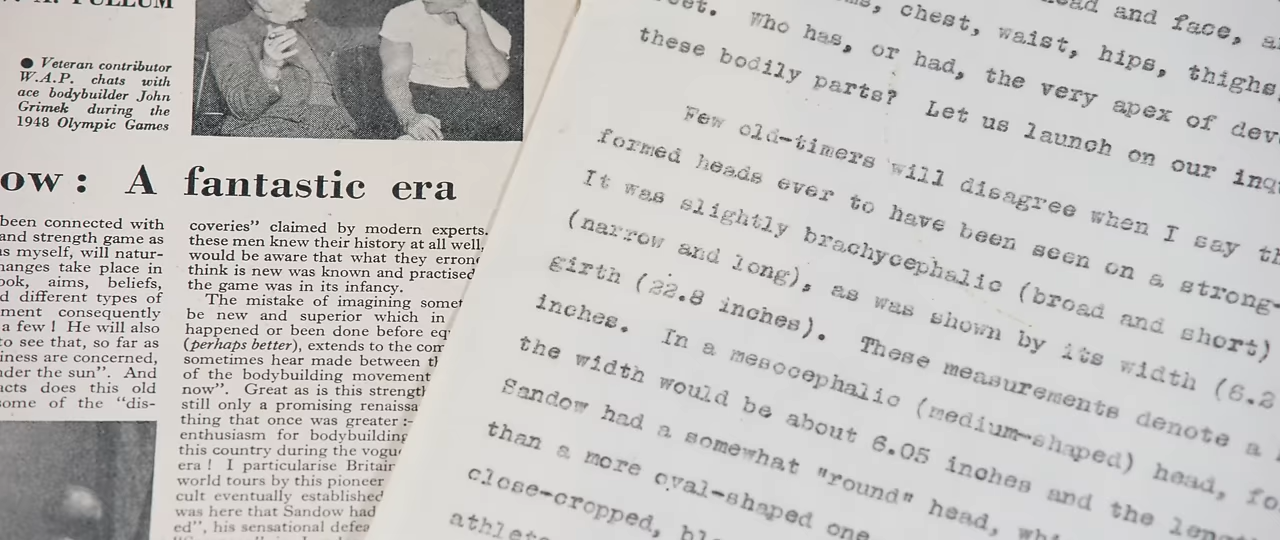 PULLUM
● Veteran contributor
W.A.P. chats with
ace bodybuilder John
Grimek during the
1948 Olympic Games
ow: A fantastic era
been connected with
and strength game as
as myself, will natur-
hanges take place in
ook, aims, beliefs,
d different types of
ment consequently
a few! He will also
to see that, so far as
iness are concerned,
nder the sun". And
acts does this old
some of the "dis-
coveries" claimed by modern experts.
these men knew their history at all well,
would be aware that what they errone
think is new was known and practised
the game was in its infancy.
The mistake of imagining somet
be new and superior which in
happened or been done before eq
(perhaps better), extends to the com
sometimes hear made between th
of the bodybuilding movement
now". Great as is this strengt
still only a promising renaissa
thing that once was greater :-
enthusiasm for bodybuilding
this country during the vogu
era! I particularise Britain
world tours by this pioneer
cult eventually established
was here that Sandow had
ed", his sensational defea
head and face, a
chest, waist, hips, thighs,
Who has, or had, the very apex of dev
these bodily parts? Let us launch on our inq
Few old-timers will disagree when I say th
formed heads ever to have been seen on a strong-
It was slightly brachycephalic (broad and short)
(narrow and long), as was shown by its width (6.2
girth (22.8 inches). These measurements denote a
inches. In a mesocephalic (medium-shaped) head, fo
the width would be about 6.05 inches and the lengt
Sandow had a somewhat "round" head, whi
than a more oval-shaped one
close-cropped, bl
athlet